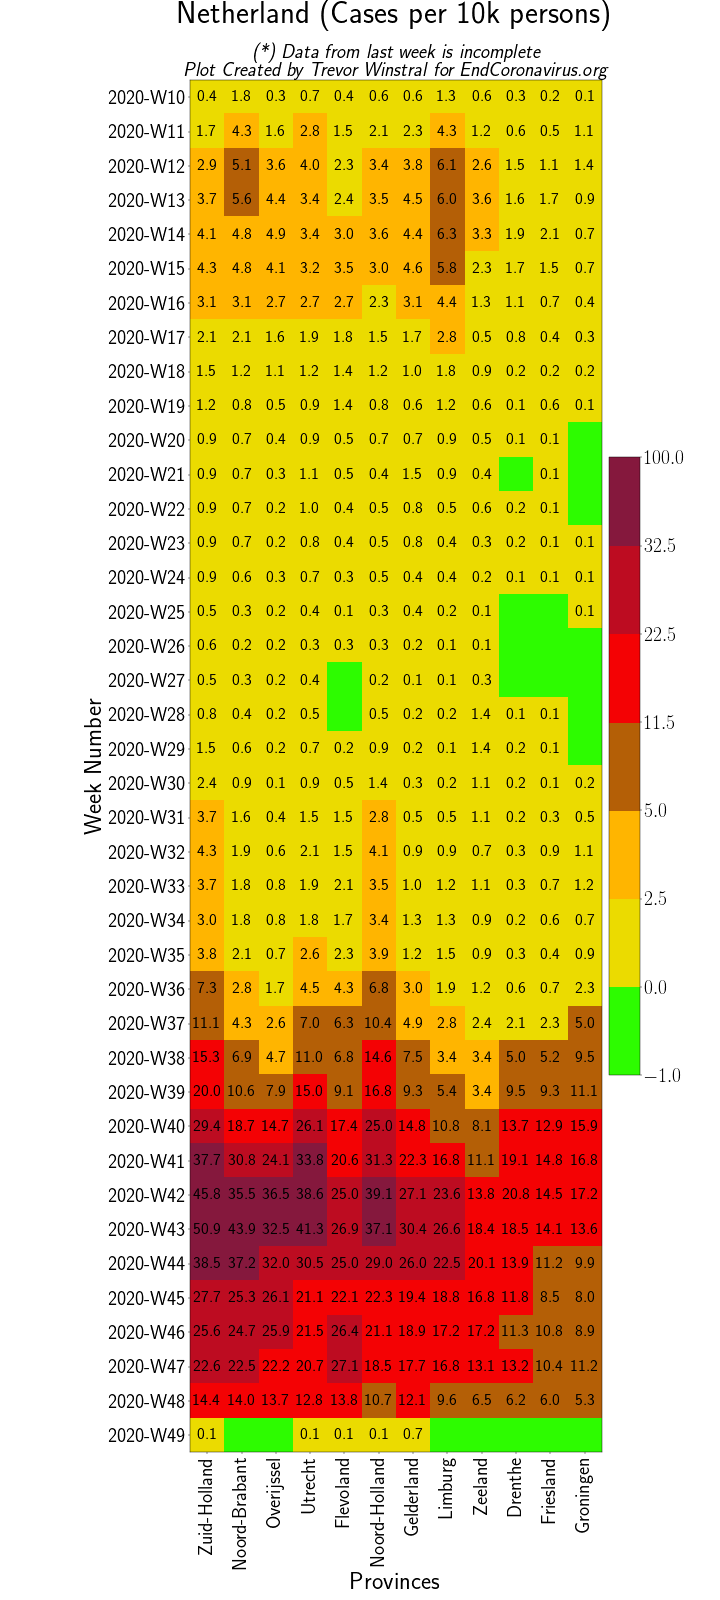 Netherland (Cases per 10k persons)
(*) Data from last week is incomplete
Plot Created by Trevor Winstral for EndCoronavirus.org
2020-W10 0.4 1.8 0.3 0.7 0.4 0.6 0.6 1.3 0.6 0.3 0.2 0.1
2020-W11 1.7 4.3 1.6 2.8 1.5 2.1 2.3 4.3 1.2 0.6 0.5 1.1
2020-W12 2.9 5.1 3.6 4.0 2.3 3.4 3.8 6.1 2.6 1.5 1.1 1.4
2020-W13 3.7 5.6 4.4 3.4 2.4 3.5 4.5 6.0 3.6 1.6 1.7 0.9
2020-W14 4.1 4.8 4.9 3.4 3.0 3.6 4.4 6.3 3.3 1.9 2.1 0.7
2020-W15 4.3 4.8 4.1 3.2 3.5 3.0 4.6 5.8 2.3 1.7 1.5 0.7
2020-W16 3.1 3.1 2.7 2.7 2.7 2.3 3.1 4.4 1.3 1.1 0.7 0.4
2020-W17 2.1 2.1 1.6 1.9 1.8 1.5 1.7 2.8 0.5 0.8 0.4 0.3
2020-W18 1.5 1.2 1.1 1.2 1.4 1.2 1.0 1.8 0.9 0.2 0.2 0.2
2020-W19 1.2 0.8 0.5 0.9 1.4 0.8 0.6 1.2 0.6 0.1 0.6 0.1
2020-W20 0.9 0.7 0.4 0.9 0.5 0.7 0.7 0.9 0.5 0.1 0.1
2020-W21 0.9 0.7 0.3 1.1 0.5 0.4 1.5 0.9 0.4 0.1
2020-W22 0.9 0.7 0.2 1.0 0.4 0.5 0.8 0.5 0.6 0.2 0.1
2020-W23 0.9 0.7 0.2 0.8 0.4 0.5 0.8 0.4 0.3 0.2 0.1 0.1
2020-W24 0.9 0.6 0.3 0.7 0.3 0.5 0.4 0.4 0.2 0.1 0.1 0.1
2020-W25 0.5 0.3 0.2 0.4 0.1 0.3 0.4 0.2 0.1 0.1
2020-W26 0.6 0.2 0.2 0.3 0.3 0.3 0.2 0.1 0.1
2020-W27 0.5 0.3 0.2 0.4 0.2 0.1 0.1 0.3
2020-W28 0.8 0.4 0.2 0.5 0.5 0.2 0.2 1.4 0.1 0.1
2020-W29 1.5 0.6 0.2 0.7 0.2 0.9 0.2 0.1 1.4 0.2 0.1
2020-W30 2.4 0.9 0.1 0.9 0.5 1.4 0.3 0.2 1.1 0.2 0.1 0.2
2020-W31 3.7 1.6 0.4 1.5 1.5 2.8 0.5 0.5 1.1 0.2 0.3 0.5
2020-W32 4.3 1.9 0.6 2.1 1.5 4.1 0.9 0.9 0.7 0.3 0.9 1.1
2020-W33 3.7 1.8 0.8 1.9 2.1 3.5 1.0 1.2 1.1 0.3 0.7 1.2
2020-W34 3.0 1.8 0.8 1.8 1.7 3.4 1.3 1.3 0.9 0.2 0.6 0.7
2020-W35 3.8 2.1 0.7 2.6 2.3 3.9 1.2 1.5 0.9 0.3 0.4 0.9
2020-W36 7.3 2.8 1.7 4.5 4.3 6.8 3.0 1.9 1.2 0.6 0.7 2.3
2020-W37 11.1 4.3 2.6 7.0 6.3 10.4 4.9 2.8 2.4 2.1 2.3 5.0
2020-W38 15.3 6.9 4.7 11.0 6.8 14.6 7.5 3.4 3.4 5.0 5.2 9.5
2020-W39 20.0 10.6 7.9 15.0 9.1 16.8 9.3 5.4 3.4 9.5 9.3 11.1
2020-W40 29.4 18.7 14.7 26.1 17.4 25.0 14.8 10.8 8.1 13.7 12.9 15.9
2020-W41 37.7 30.8 24.1 33.8 20.6 31.3 22.3 16.8 11.1 19.1 14.8 16.8
2020-W42 45.8 35.5 36.5 38.6 25.0 39.1 27.1 23.6 13.8 20.8 14.5 17.2
2020-W43 50.9 43.9 32.5 41.3 26.9 37.1 30.4 26.6 18.4 18.5 14.1 13.6
2020-W44 38.5 37.2 32.0 30.5 25.0 29.0 26.0 22.5 20.1 13.9 11.2 9.9
2020-W45 27.7 25.3 26.1 21.1 22.1 22.3 19.4 18.8 16.8 11.8 8.5 8.0
2020-W46 25.6 24.7 25.9 21.5 26.4 21.1 18.9 17.2 17.2 11.3 10.8 8.9
2020-W47 22.6 22.5 22.2 20.7 27.1 18.5 17.7 16.8 13.1 13.2 10.4 11.2
2020-W48 14.4 14.0 13.7 12.8 13.8 10.7 12.1 9.6 6.5 6.2 6.0 5.3
2020-W49 0.1 0.1 0.1 0.1 0.7
Week Number
Zuid-Holland
Noord-Brabant
Overijssel
Utrecht
Flevoland
Noord-Holland
Gelderland
Limburg
Zeeland
Drenthe
Friesland
Groningen
Provinces
100.0
32.5
22.5
11.5
5.0
2.5
0.0
−1.0